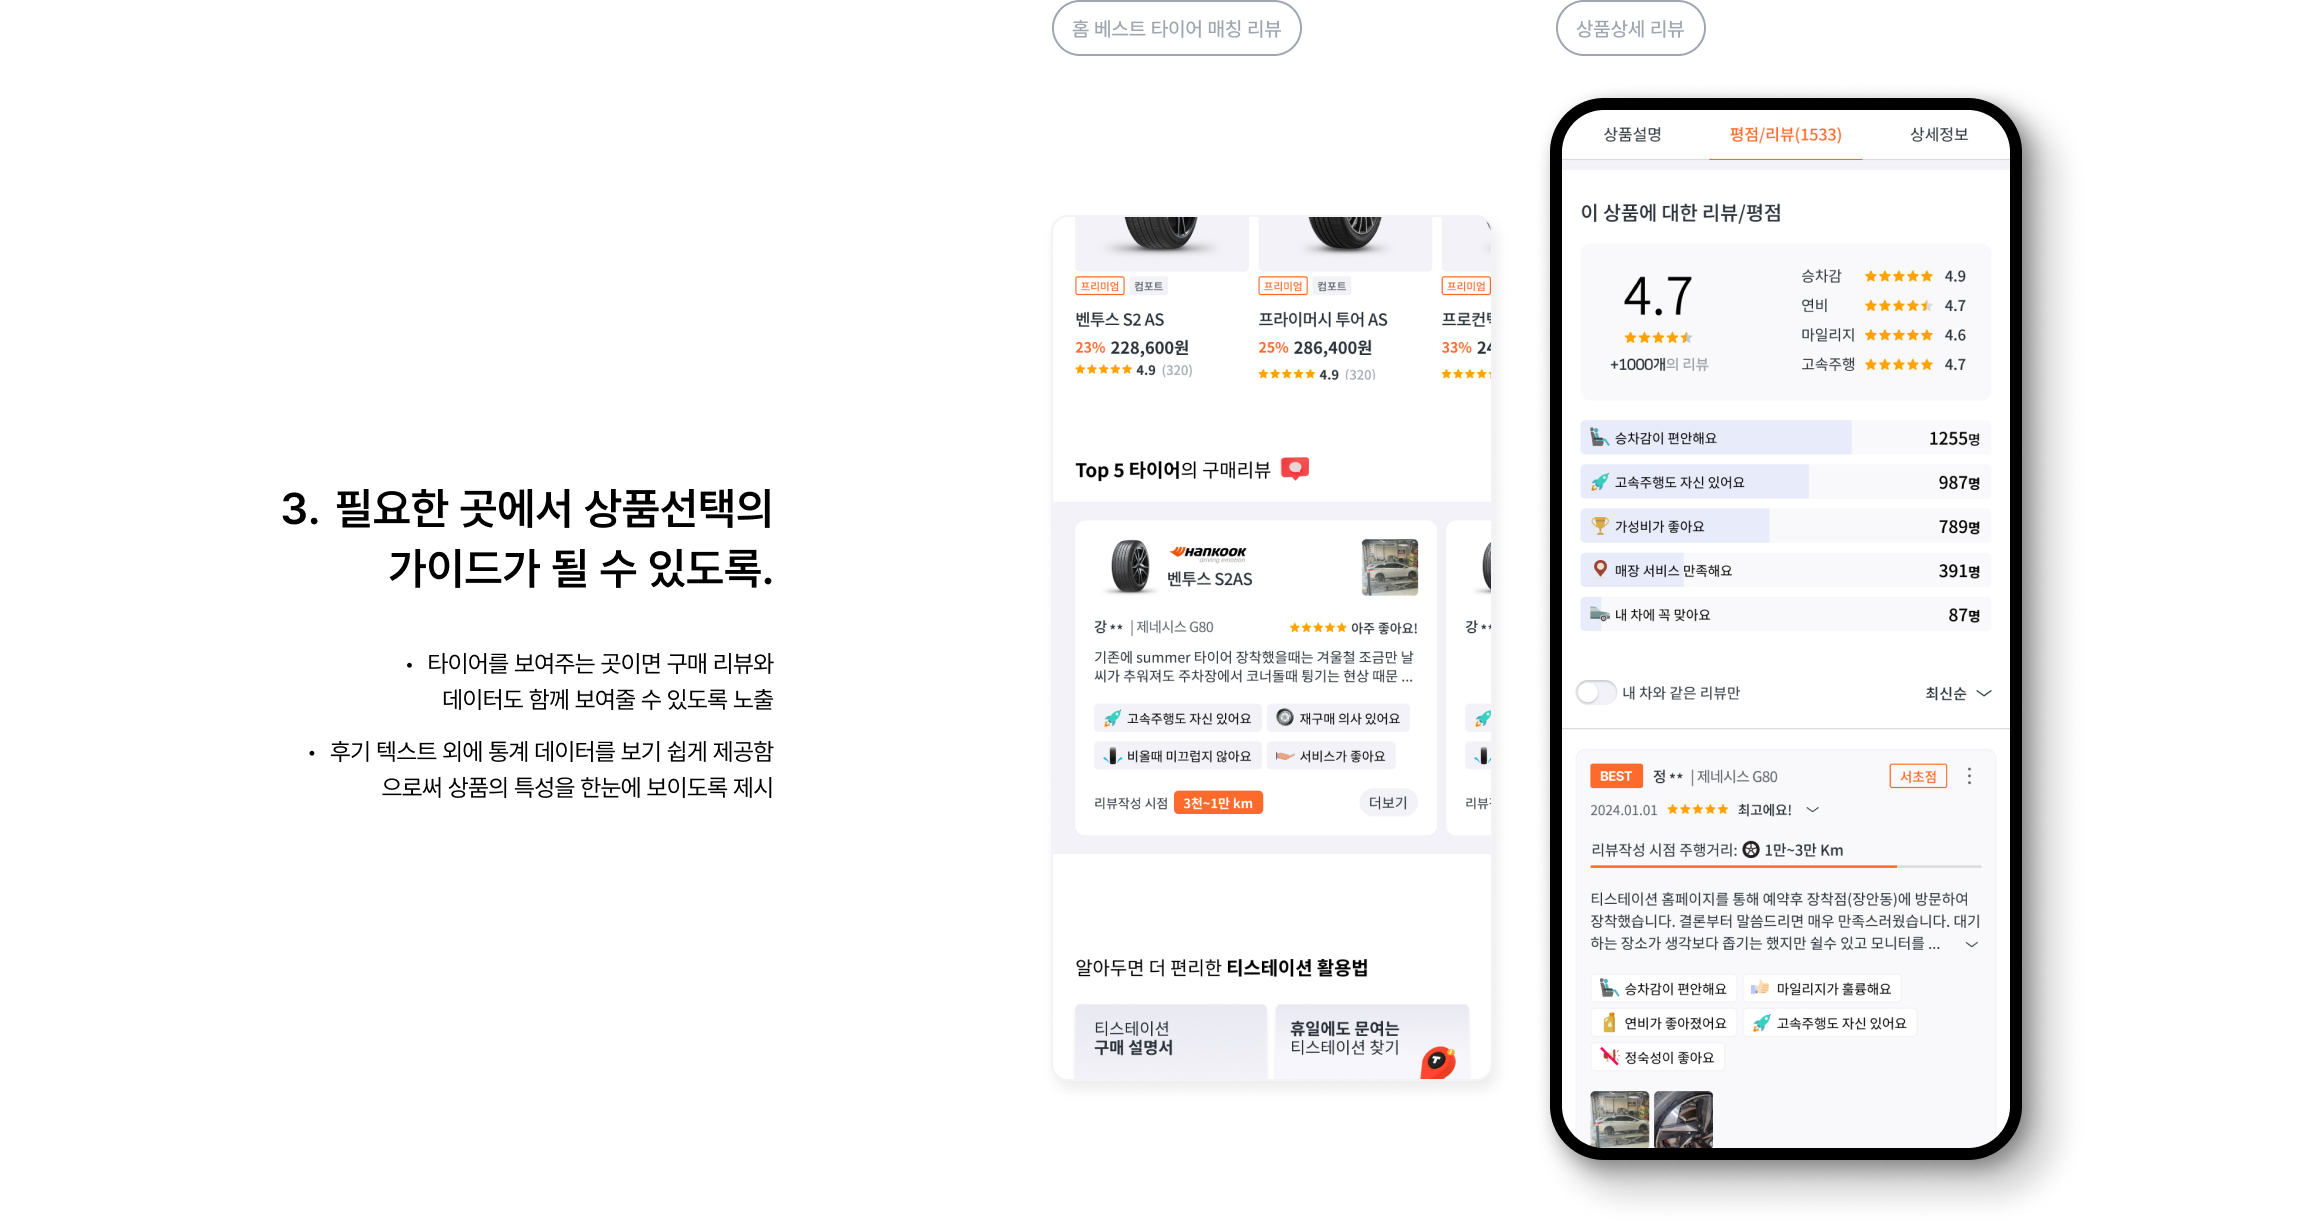 홈 베스트 타이어 매칭 리뷰
상품상세 리뷰
3. 필요한 곳에서 상품선택의
가이드가 될 수 있도록.
• 타이어를 보여주는 곳이면 구매 리뷰와
데이터도 함께 보여줄 수 있도록 노출
• 후기 텍스트 외에 통계 데이터를 보기 쉽게 제공함
으로써 상품의 특성을 한눈에 보이도록 제시
프리미엄 컴포트
벤투스 S2 AS
23% 228,600원
4.9 (320)
프리미엄 컴포트
프라이머시 투어 AS
25% 286,400원
4.9 (320)
프리미엄
33%
Top 5 타이어의 구매리뷰
HANKOOK
driving emotion
벤투스 S2AS
강 ** | 제네시스 G80
아주 좋아요!
기존에 summer 타이어 장착했을때는 겨울철 조금만 날
씨가 추워져도 주차장에서 코너돌때 튕기는 현상 때문 ...
고속주행도 자신 있어요
재구매 의사 있어요
비올때 미끄럽지 않아요
서비스가 좋아요
리뷰작성 시점 3천~1만 km
더보기
강
알아두면 더 편리한 티스테이션 활용법
티스테이션
구매 설명서
휴일에도 문여는
티스테이션 찾기
상품설명
평점/리뷰(1533)
상세정보
이 상품에 대한 리뷰/평점
4.7
+1000개의 리뷰
승차감 4.9
연비 4.7
마일리지 4.6
고속주행 4.7
승차감이 편안해요 1255명
고속주행도 자신 있어요 987명
가성비가 좋아요 789명
매장 서비스 만족해요 391명
내 차에 꼭 맞아요 87명
내 차와 같은 리뷰만
최신순
BEST 정 ** | 제네시스 G80
서초점
2024.01.01 최고에요!
리뷰작성 시점 주행거리: 1만~3만 Km
티스테이션 홈페이지를 통해 예약후 장착점(장안동)에 방문하여
장착했습니다. 결론부터 말씀드리면 매우 만족스러웠습니다. 대기
하는 장소가 생각보다 좁기는 했지만 쉴수 있고 모니터를 ...
승차감이 편안해요
마일리지가 훌륭해요
연비가 좋아졌어요
고속주행도 자신 있어요
정숙성이 좋아요